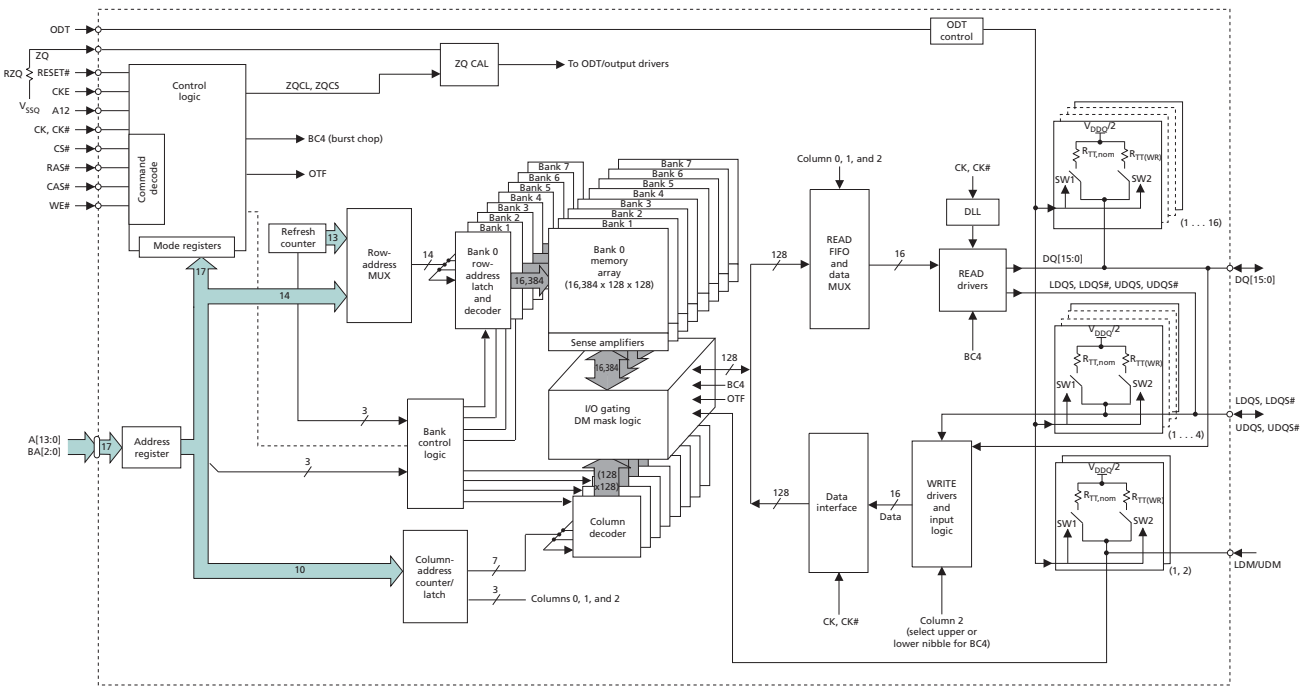 ODT
ODT
control
ZQ
RZQ
VSSQ
RESET#
CKE
A12
CK, CK#
CS#
RAS#
CAS#
WE#
Control
logic
Command
decode
Mode registers
ZQCL, ZQCS
ZQ CAL
To ODT/output drivers
BC4 (burst chop)
OTF
Refresh
counter
13
Row-
address
MUX
14
17
14
Bank 7
Bank 6
Bank 5
Bank 4
Bank 3
Bank 2
Bank 1
Bank 0
row-
address
latch
and
decoder
16,384
Bank 7
Bank 6
Bank 5
Bank 4
Bank 3
Bank 2
Bank 1
Bank 0
memory
array
(16,384 x 128 x 128)
Sense amplifiers
16,384
I/O gating
DM mask logic
128
BC4
OTF
(128
x128)
Column
decoder
3
3
Bank
control
logic
A[13:0]
BA[2:0]
17
Address
register
10
Column-
address
counter/
latch
7
3
Columns 0, 1, and 2
Column 0, 1, and 2
128
READ
FIFO
and
data
MUX
16
CK, CK#
DLL
READ
drivers
BC4
DQ[15:0]
LDQS, LDQS#, UDQS, UDQS#
128
Data
interface
16
Data
WRITE
drivers
and
input
logic
CK, CK#
Column 2
(select upper or
lower nibble for BC4)
VDDQ/2
RTT,nom
RTT(WR)
SW1
SW2
(1 . . . 16)
DQ[15:0]
VDDQ/2
RTT,nom
RTT(WR)
SW1
SW2
(1 . . . 4)
LDQS, LDQS#
UDQS, UDQS#
VDDQ/2
RTT,nom
RTT(WR)
SW1
SW2
(1, 2)
LDM/UDM